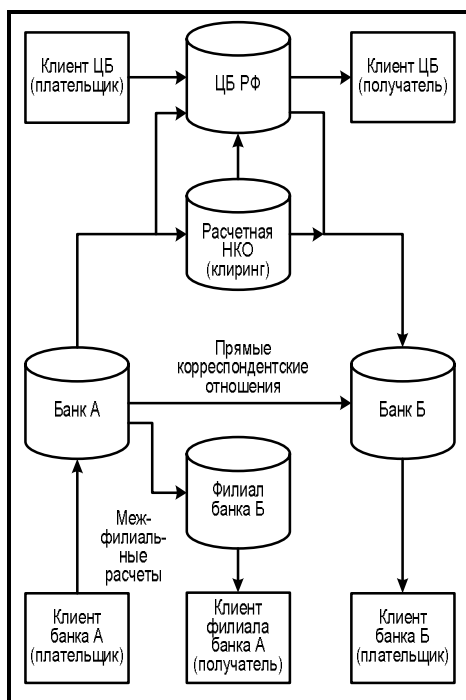 Клиент ЦБ
(плательщик)
ЦБ РФ
Клиент ЦБ
(получатель)
Расчетная
НКО
(клиринг)
Прямые
корреспондентские
отношения
Банк А
Банк Б
Филиал
банка Б
Меж-
филиаль-
ные
расчеты
Клиент
банка А
(плательщик)
Клиент
филиала
банка А
(получатель)
Клиент
банка Б
(плательщик)